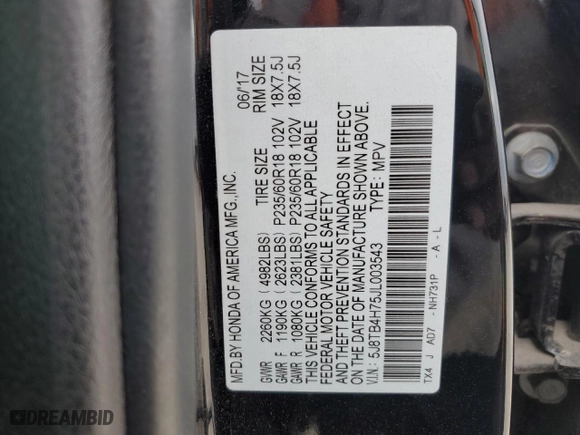 MFD.BY HONDA OF AMERICA MFG.,INC. 06/'17
GVWR 2260KG (4982LBS) TIRE SIZE RIM SIZE
GAWR F 1190KG (2623LBS) P235/60R18 102V 18X7.5J
GAWR R 1080KG (2381LBS) P235/60R18 102V 18X7.5J
THIS VEHICLE CONFORMS TO ALL APPLICABLE
FEDERAL MOTOR VEHICLE SAFETY
AND THEFT PREVENTION STANDARDS IN EFFECT
ON THE DATE OF MANUFACTURE SHOWN ABOVE.
V.I.N.: 5J8TB4H75JL003543 TYPE: MPV
TX4 J AD7 - NH731P - A - L
DREAMBID